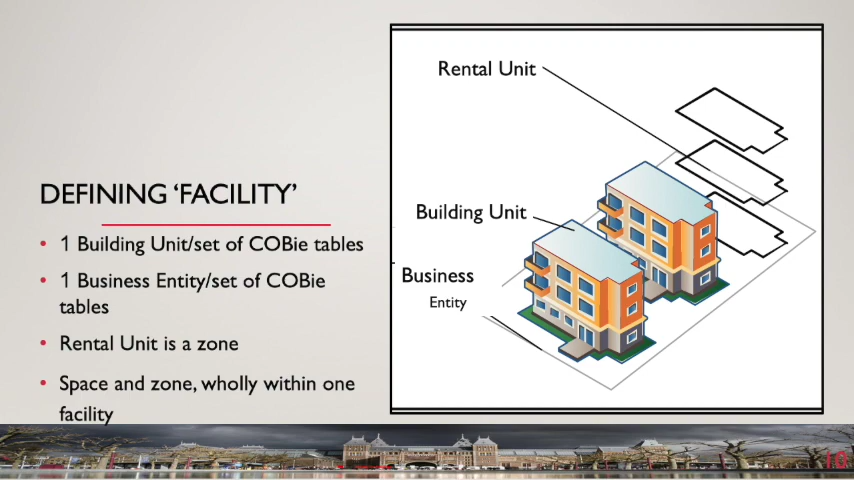 DEFINING ‘FACILITY’
• 1 Building Unit/set of COBie tables
• 1 Business Entity/set of COBie
tables
• Rental Unit is a zone
• Space and zone, wholly within one
facility
Rental Unit
Building Unit
Business
Entity
10